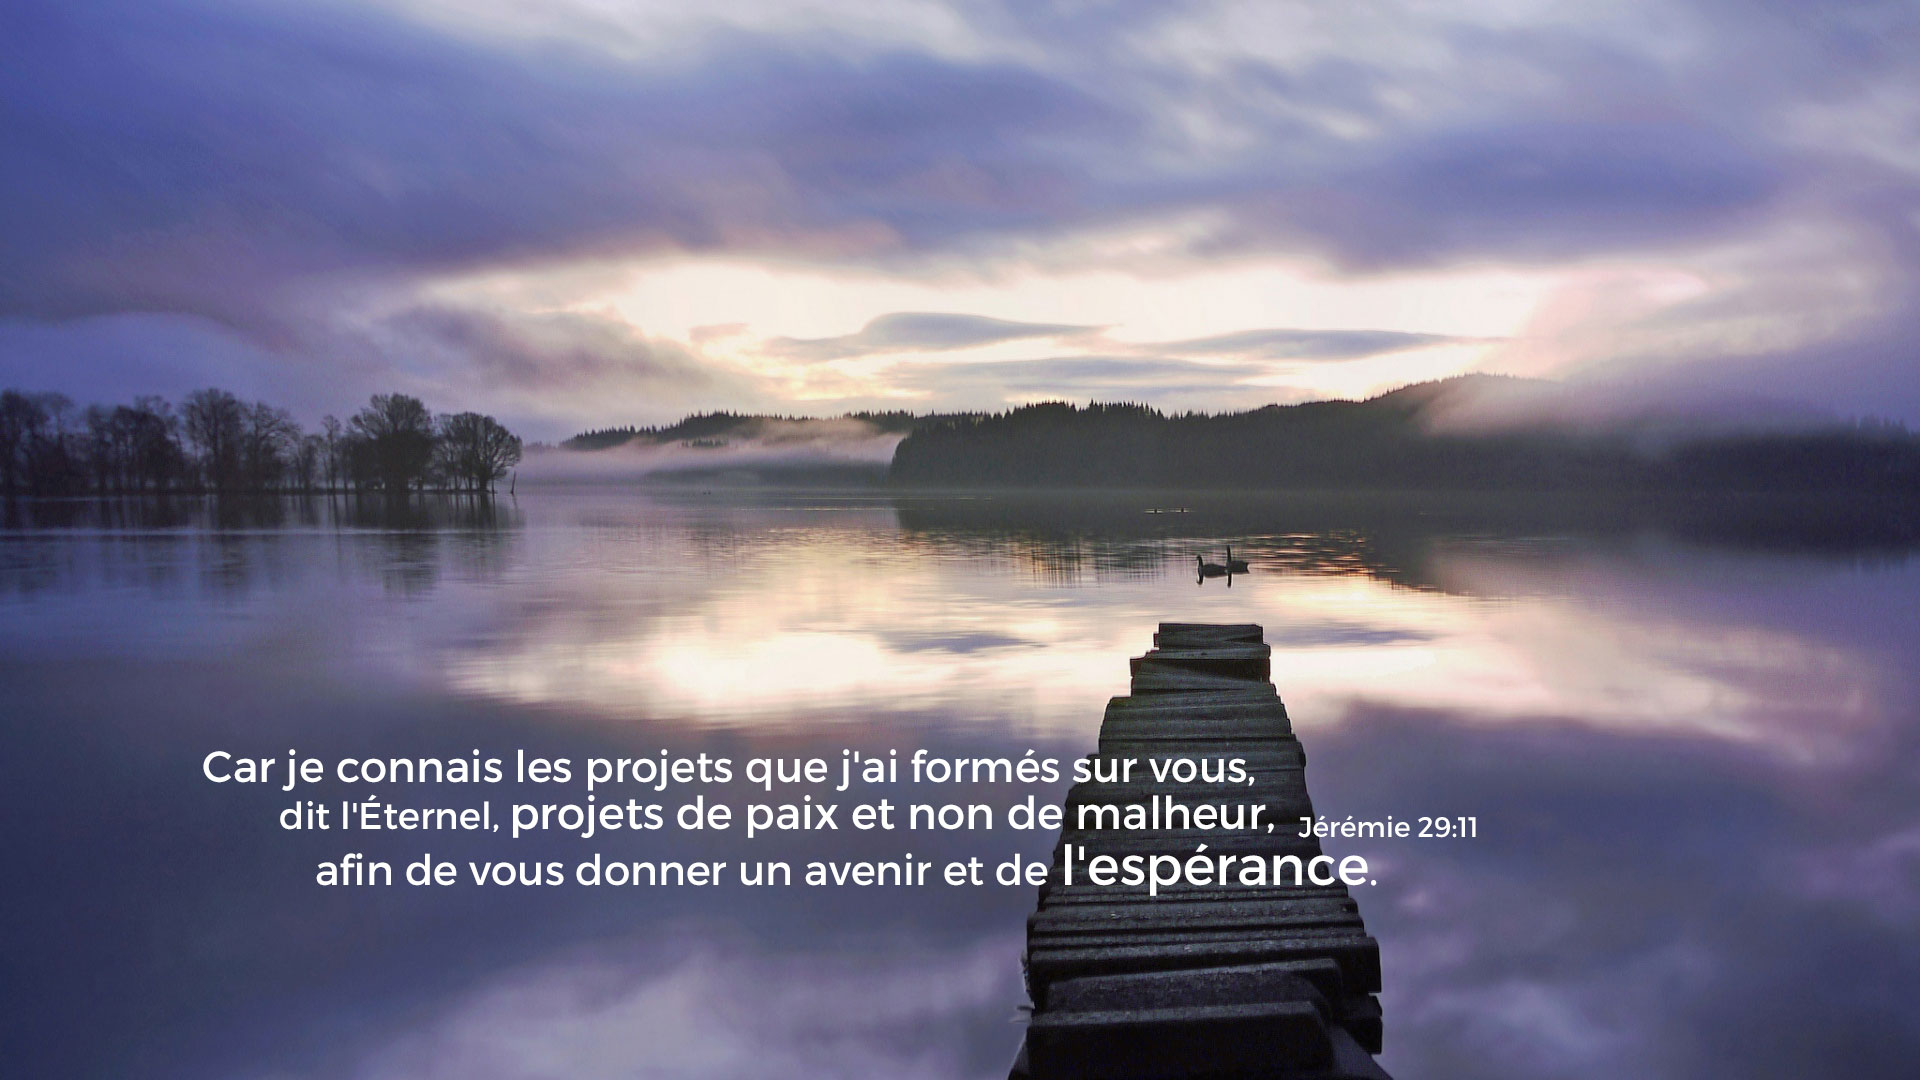 Car je connais les projets que j'ai formés sur vous,
dit l'Éternel, projets de paix et non de malheur,
afin de vous donner un avenir et de l'espérance.
Jérémie 29:11